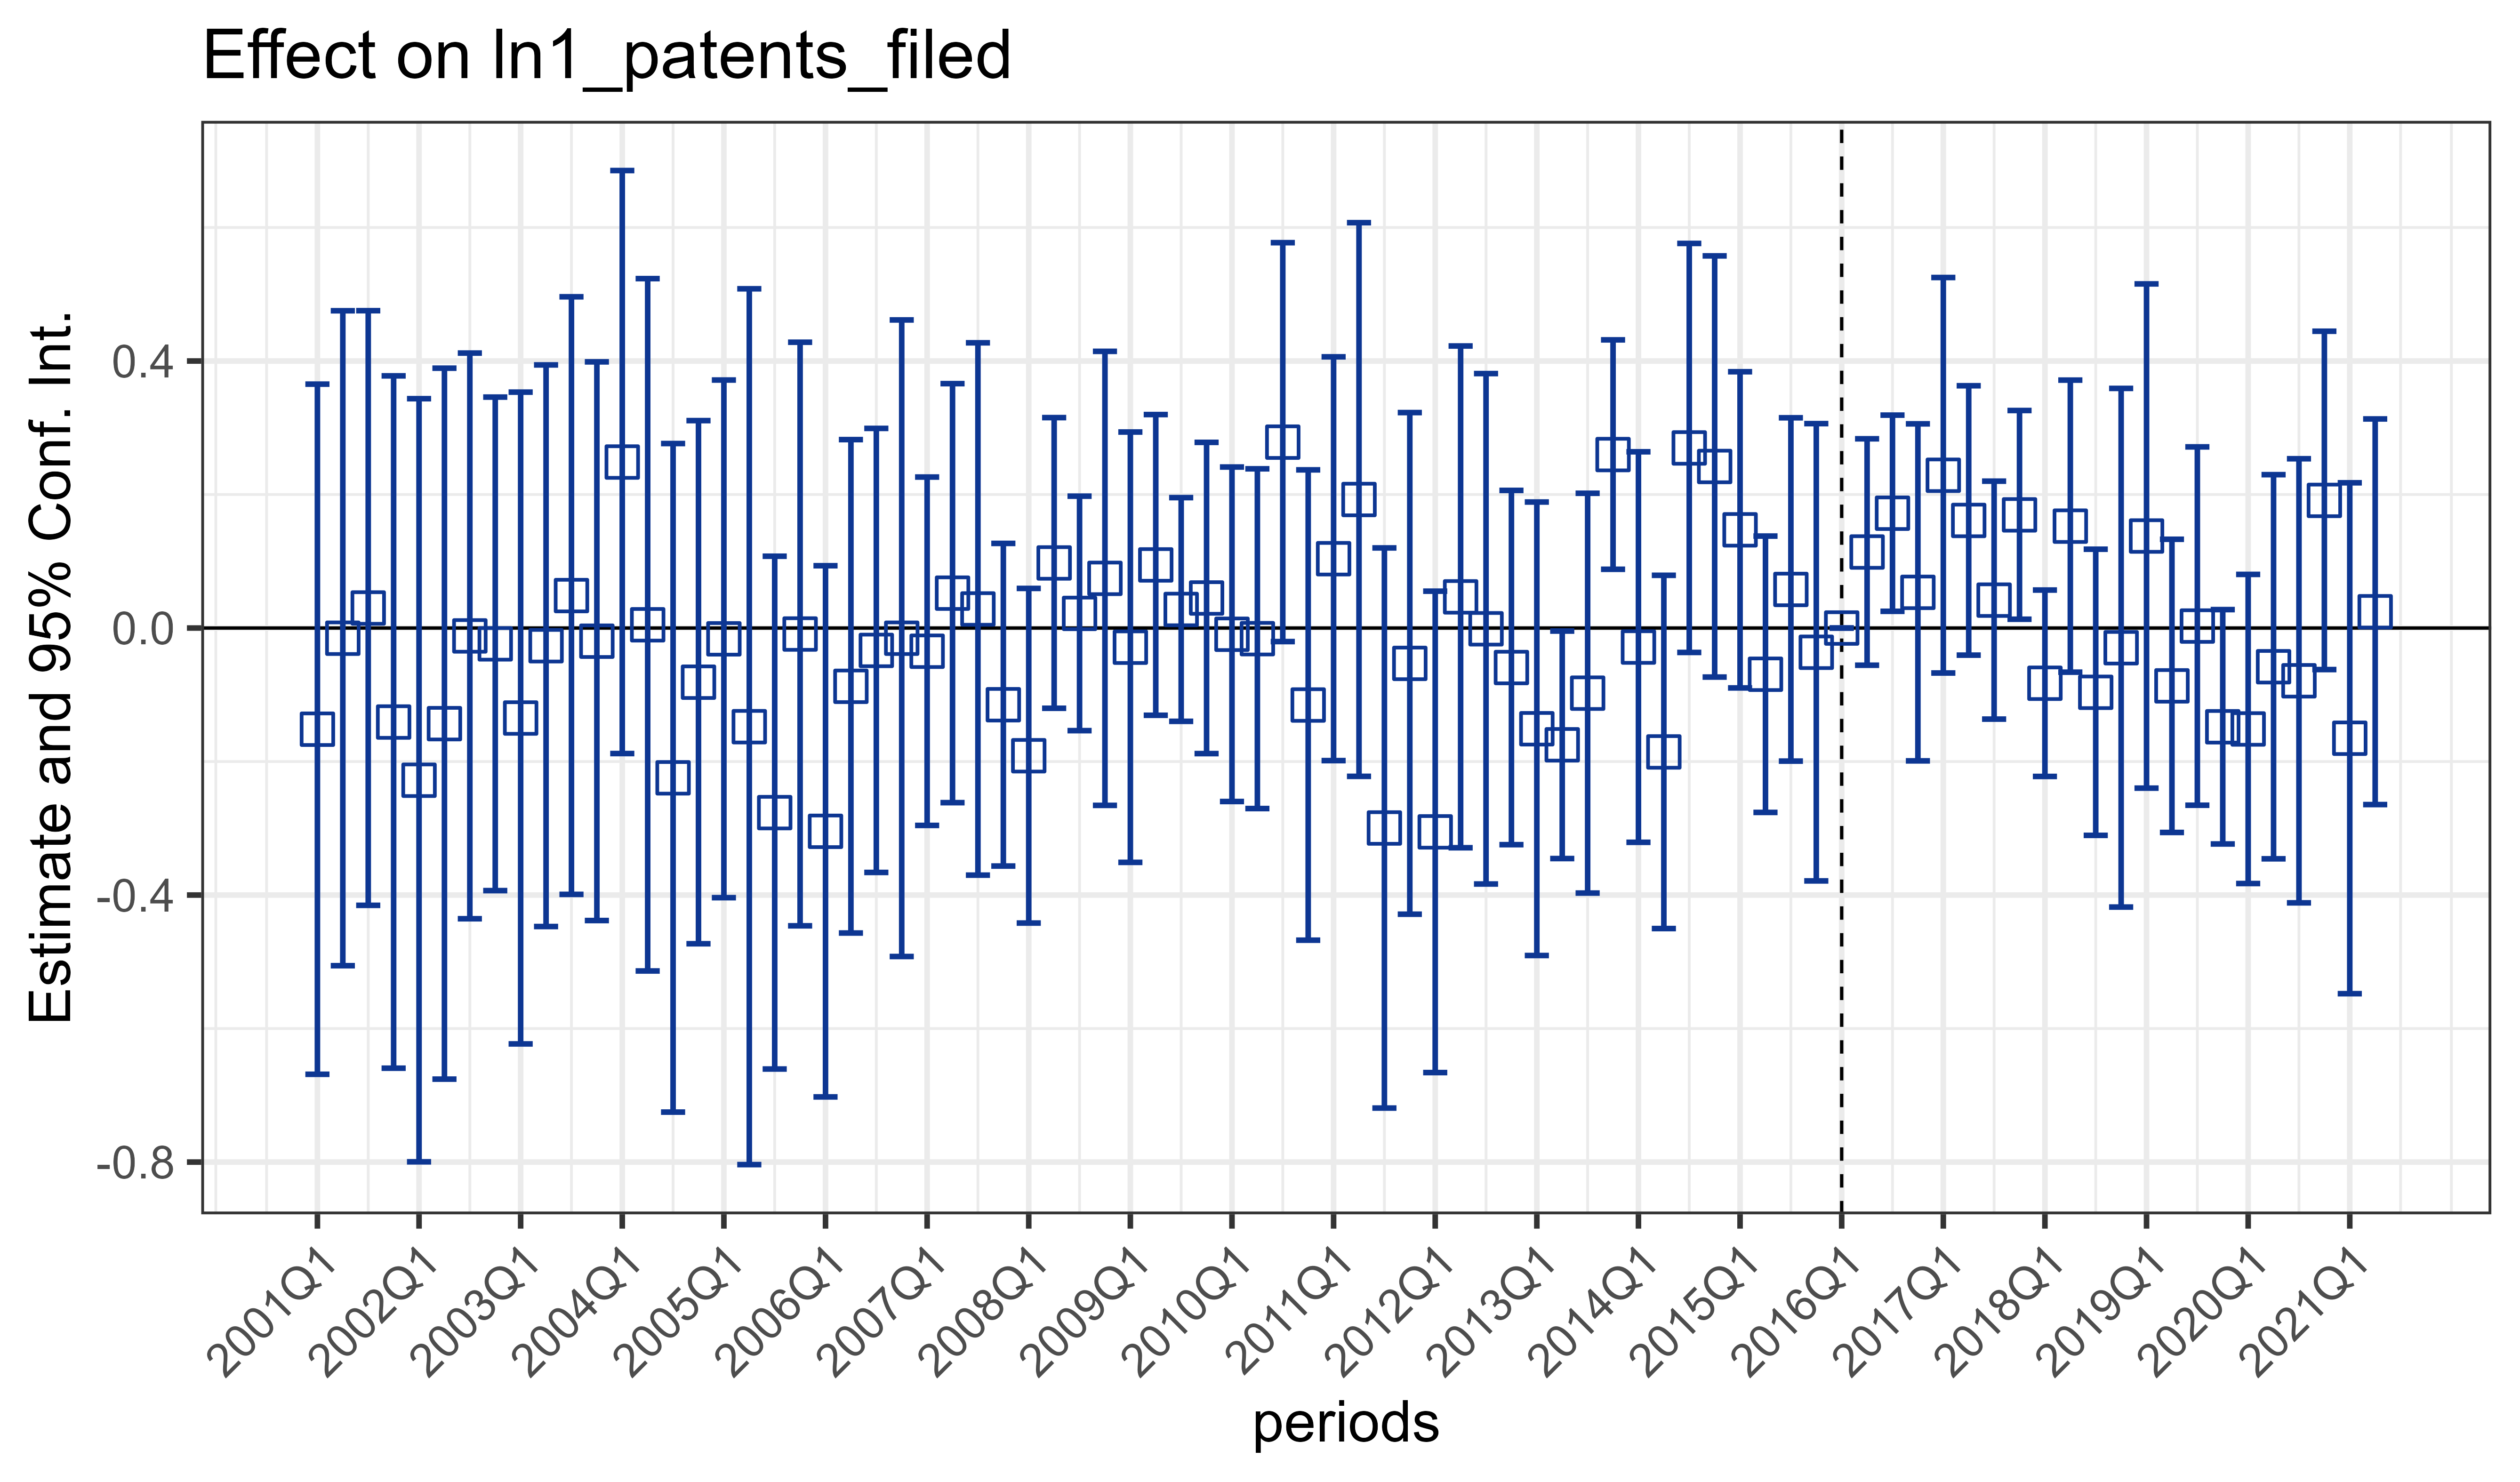 Effect on ln1_patents_filed
Estimate and 95% Conf. Int.
0.4
0.0
-0.4
-0.8
2001Q1
2002Q1
2003Q1
2004Q1
2005Q1
2006Q1
2007Q1
2008Q1
2009Q1
2010Q1
2011Q1
2012Q1
2013Q1
2014Q1
2015Q1
2016Q1
2017Q1
2018Q1
2019Q1
2020Q1
2021Q1
periods